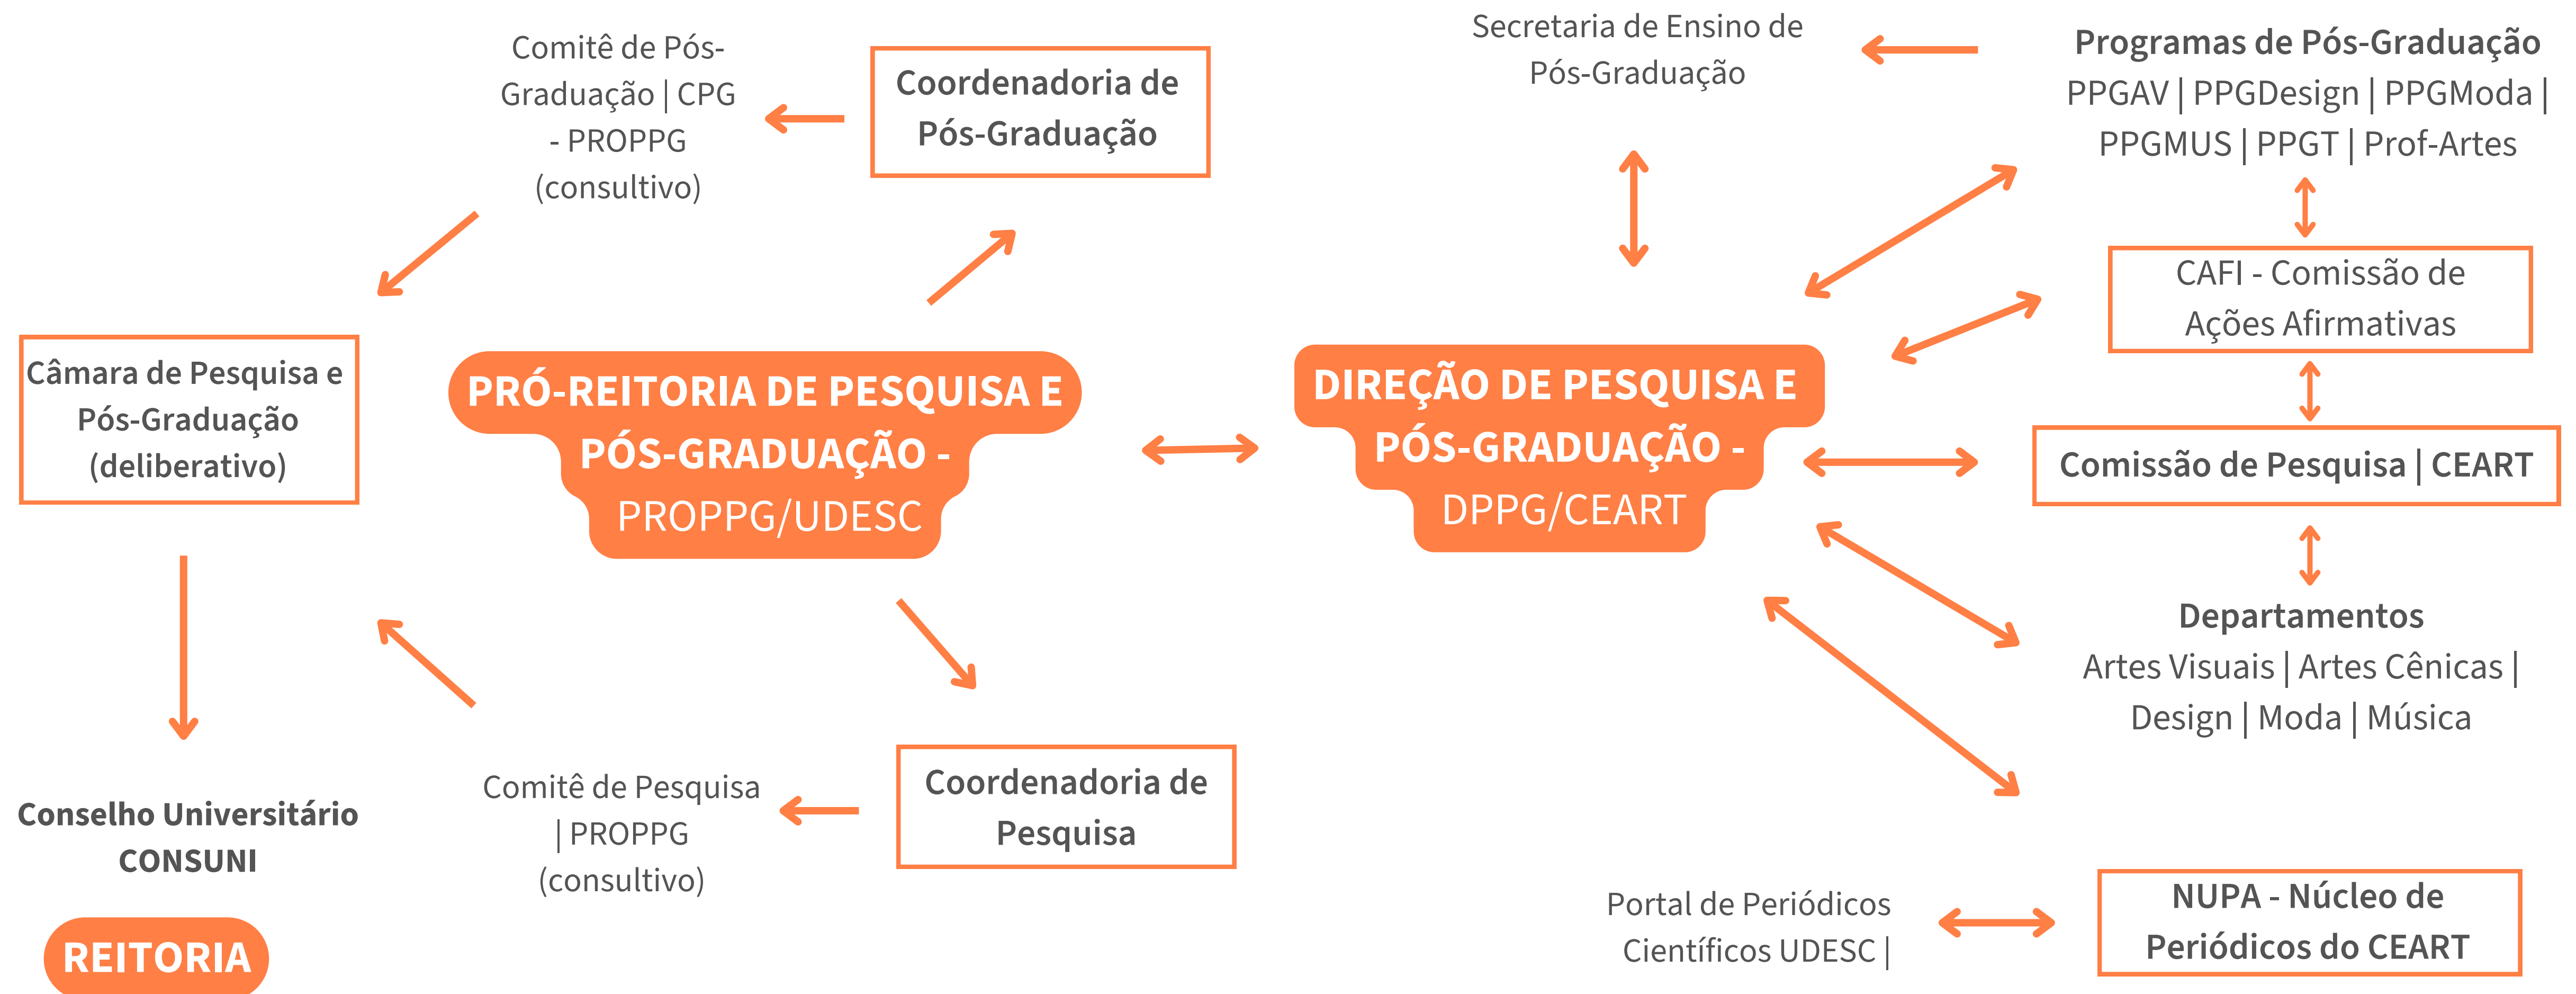 Comitê de Pós-
Graduação | CPG
- PROPPG
(consultivo)
Coordenadoria de
Pós-Graduação
Câmara de Pesquisa e
Pós-Graduação
(deliberativo)
PRÓ-REITORIA DE PESQUISA E
PÓS-GRADUAÇÃO -
PROPPG/UDESC
Conselho Universitário
CONSUNI
REITORIA
Comitê de Pesquisa
| PROPPG
(consultivo)
Coordenadoria de
Pesquisa
Secretaria de Ensino de
Pós-Graduação
Programas de Pós-Graduação
PPGAV | PPGDesign | PPGModa |
PPGMUS | PPGT | Prof-Artes
CAFI - Comissão de
Ações Afirmativas
DIREÇÃO DE PESQUISA E
PÓS-GRADUAÇÃO -
DPPG/CEART
Comissão de Pesquisa | CEART
Departamentos
Artes Visuais | Artes Cênicas |
Design | Moda | Música
Portal de Periódicos
Científicos UDESC |
NUPA - Núcleo de
Periódicos do CEART